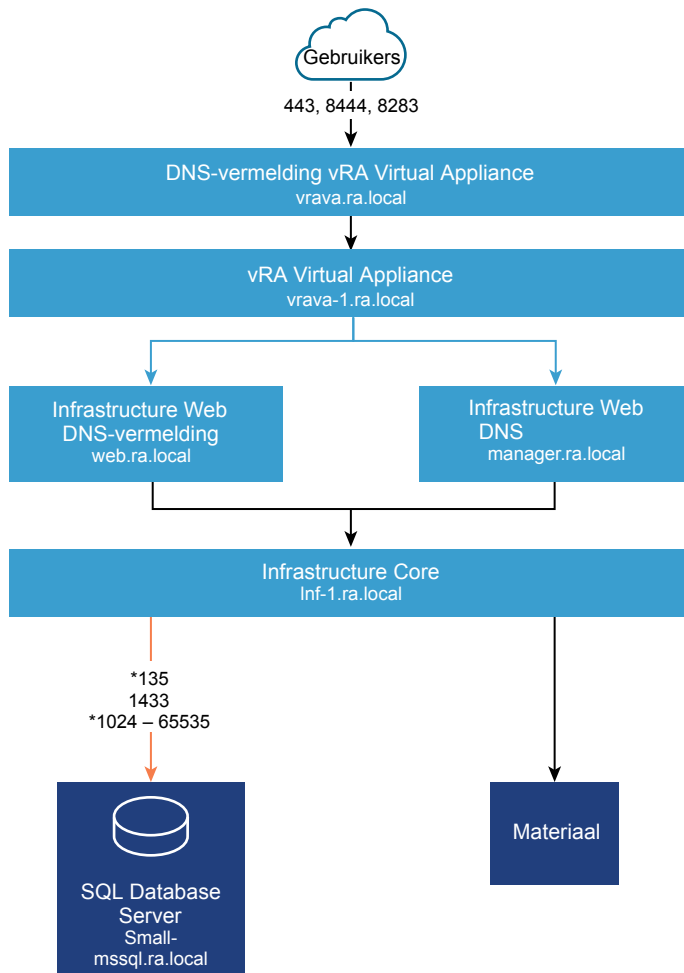 Gebruikers
443, 8444, 8283
DNS-vermelding vRA Virtual Appliance
vrava.ra.local
vRA Virtual Appliance
vrava-1.ra.local
Infrastructure Web
DNS-vermelding
web.ra.local
Infrastructure Web
DNS
manager.ra.local
Infrastructure Core
Inf-1.ra.local
*135
1433
*1024 – 65535
SQL Database
Server
Small-
mssql.ra.local
Materiaal